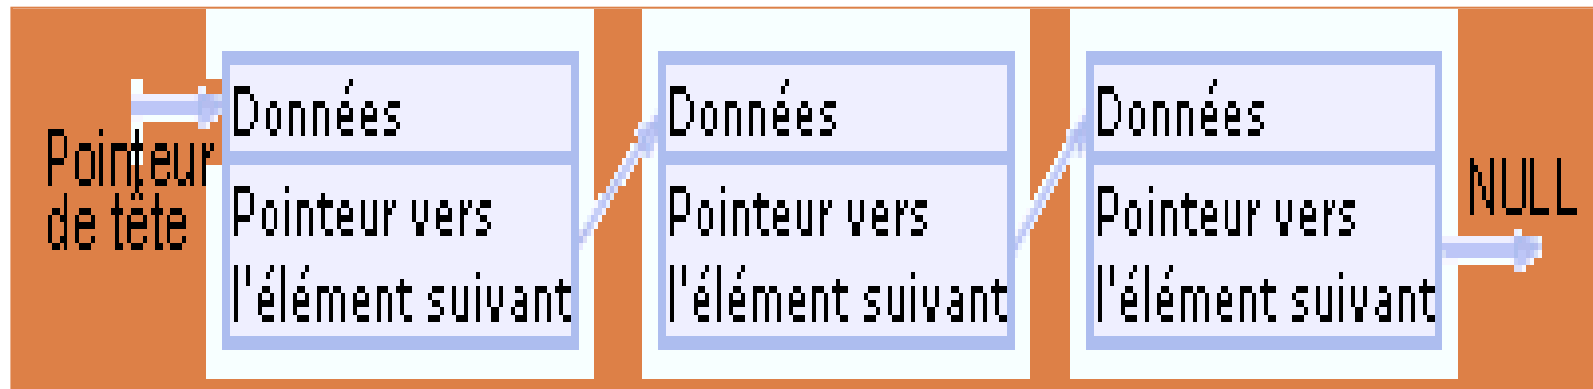 Pointeur
de tête
Données
Pointeur vers
l'élément suivant
Données
Pointeur vers
l'élément suivant
Données
Pointeur vers
l'élément suivant
NULL